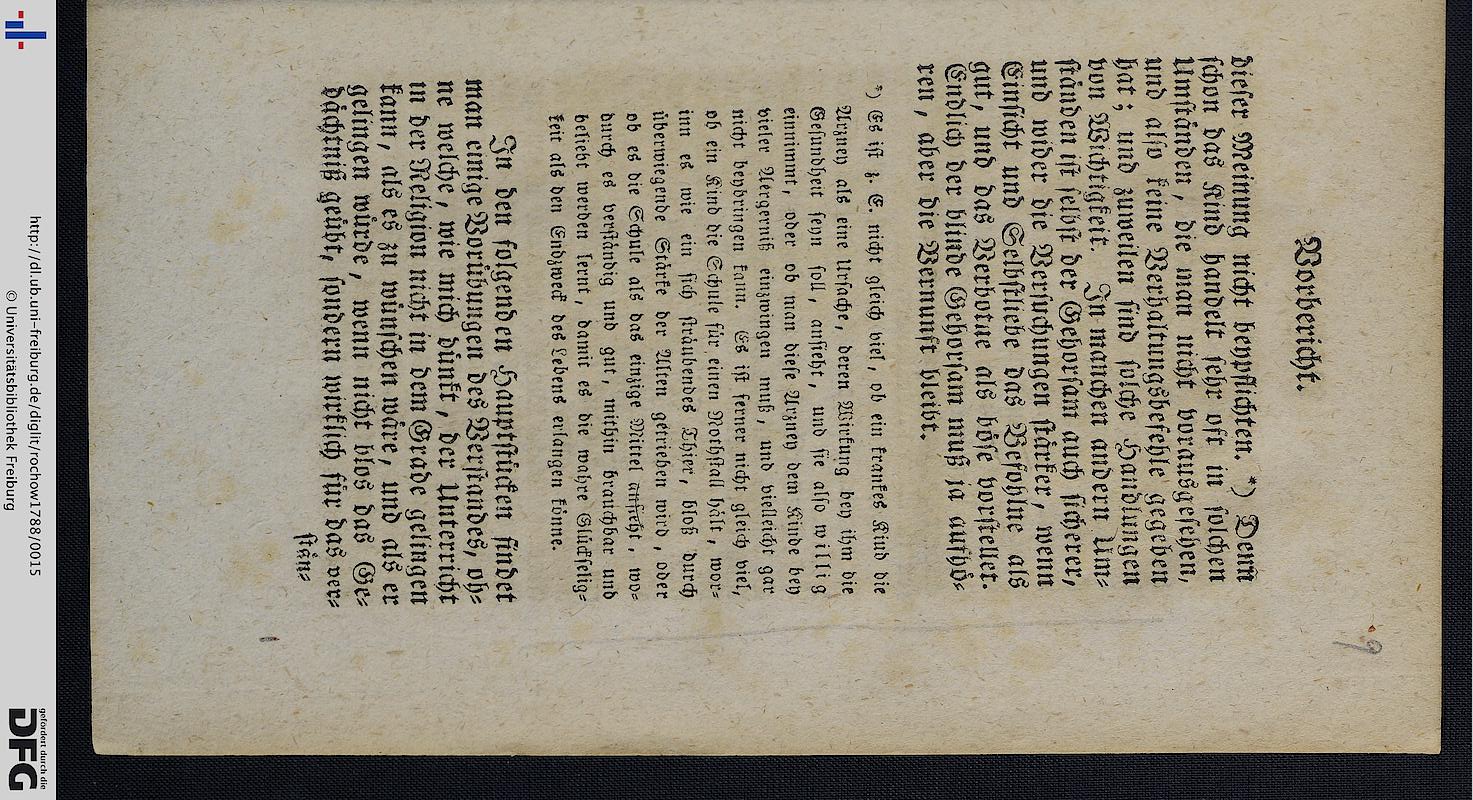 9
Vorbericht.
dieser Meinung nicht beypflichten. *) Denn
schon das Kind handelt sehr oft in solchen
Umständen, die man nicht vorausgesehen,
und also keine Verhaltungsbefehle gegeben
hat; und zuweilen sind solche Handlungen
von Wichtigkeit. In manchen andern Um-
ständen ist selbst der Gehorsam auch sicherer,
und wider die Versuchungen stärker, wenn
Einsicht und Selbstliebe das Befohlne als
gut, und das Verbotne als böse vorstellet.
Endlich der blinde Gehorsam muß ja aufhö-
ren, aber die Vernunft bleibt.
*) Es ist z. E. nicht gleich viel, ob ein krankes Kind die
Arzney als eine Ursache, deren Wirkung bey ihm die
Gesundheit seyn soll, ansieht, und sie also willig
einnimmt, oder ob man diese Arzney dem Kinde bey
vieler Aergerniß einzwingen muß, und vielleicht gar
nicht beybringen kann. Es ist ferner nicht gleich viel,
ob ein Kind die Schule für einen Nothstall hält, wor-
inn es wie ein sich sträubendes Thier, bloß durch
überwiegende Stärke der Alten getrieben wird, oder
ob es die Schule als das einzige Mittel ansieht, wo-
durch es verständig und gut, mithin brauchbar und
beliebt werden lernt, damit es die wahre Glückselig-
keit als den Endzweck des Lebens erlangen könne.
In den folgenden Hauptstücken findet
man einige Vorübungen des Verstandes, oh-
ne welche, wie mich dünkt, der Unterricht
in der Religion nicht in dem Grade gelingen
kann, als es zu wünschen wäre, und als er
gelingen würde, wenn nicht blos das Ge-
dächtniß geübt, sondern wirklich für das ver-
stän-
http://dl.ub.uni-freiburg.de/diglit/rochow1788/0015
© Universitätsbibliothek Freiburg
gefördert durch die
DFG